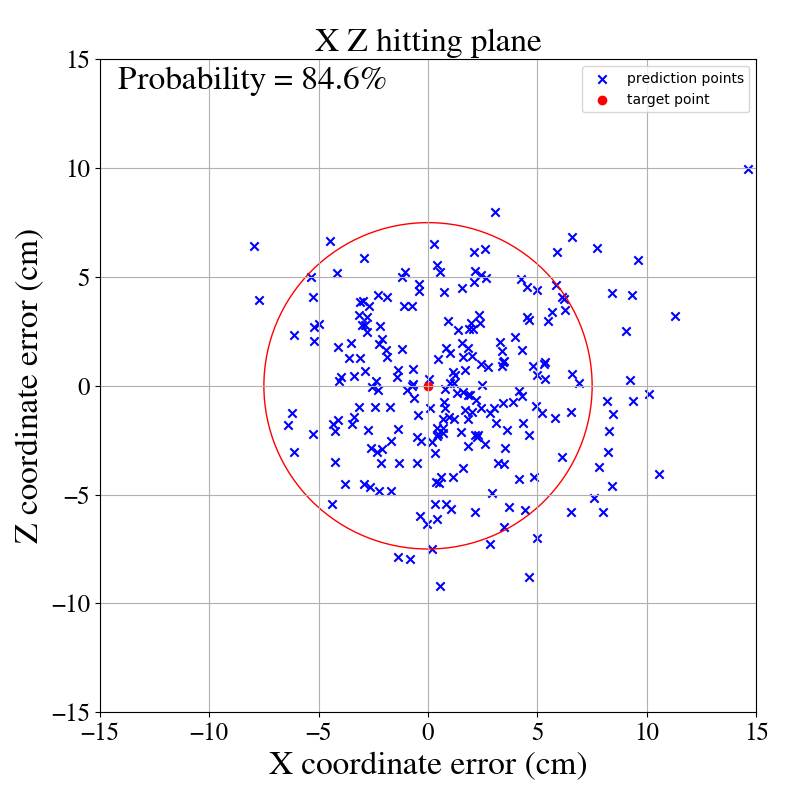 X Z hitting plane
Probability = 84.6%
prediction points
target point
15
10
5
0
−5
−10
−15
Z coordinate error (cm)
−15 −10 −5 0 5 10 15
X coordinate error (cm)